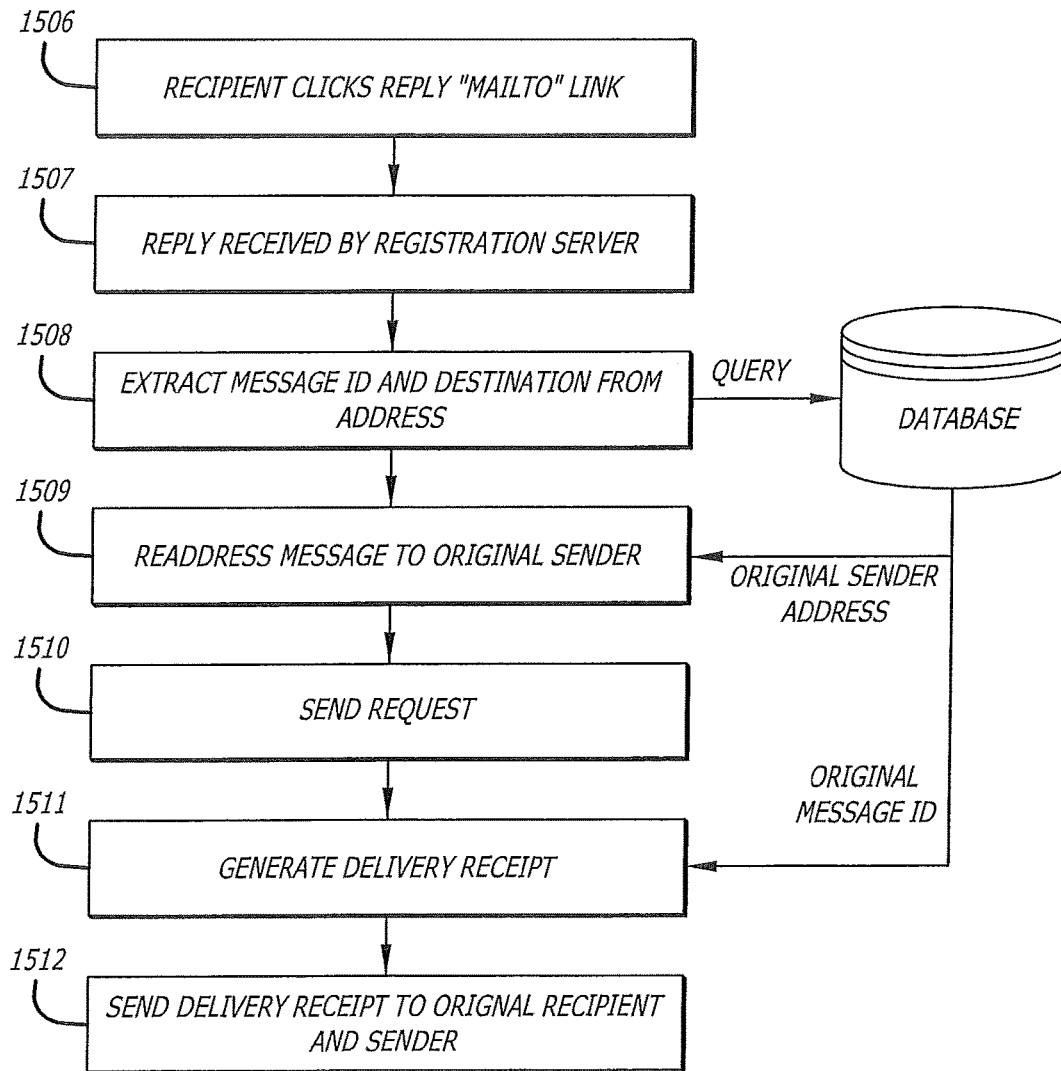 1506
RECIPIENT CLICKS REPLY "MAILTO" LINK
1507
REPLY RECEIVED BY REGISTRATION SERVER
1508
EXTRACT MESSAGE ID AND DESTINATION FROM
ADDRESS
QUERY
DATABASE
1509
READDRESS MESSAGE TO ORIGINAL SENDER
ORIGINAL SENDER
ADDRESS
1510
SEND REQUEST
ORIGINAL
MESSAGE ID
1511
GENERATE DELIVERY RECEIPT
1512
SEND DELIVERY RECEIPT TO ORIGNAL RECIPIENT
AND SENDER